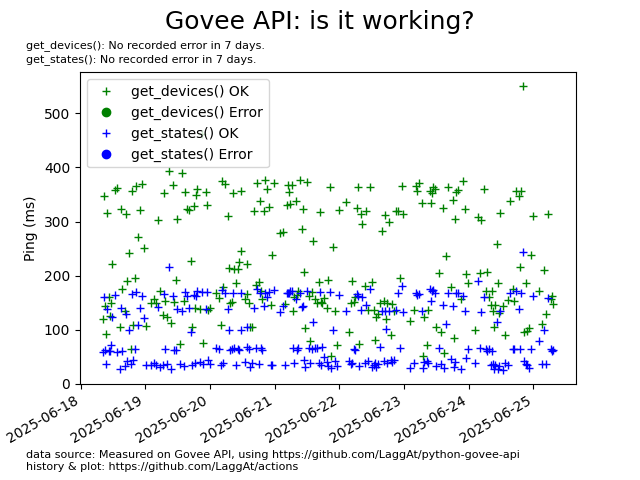 Govee API: is it working?
get_devices(): No recorded error in 7 days.
get_states(): No recorded error in 7 days.
get_devices() OK
get_devices() Error
get_states() OK
get_states() Error
Ping (ms)
500
400
300
200
100
0
2025-06-18
2025-06-19
2025-06-20
2025-06-21
2025-06-22
2025-06-23
2025-06-24
2025-06-25
data source: Measured on Govee API, using https://github.com/LaggAt/python-govee-api
history & plot: https://github.com/LaggAt/actions